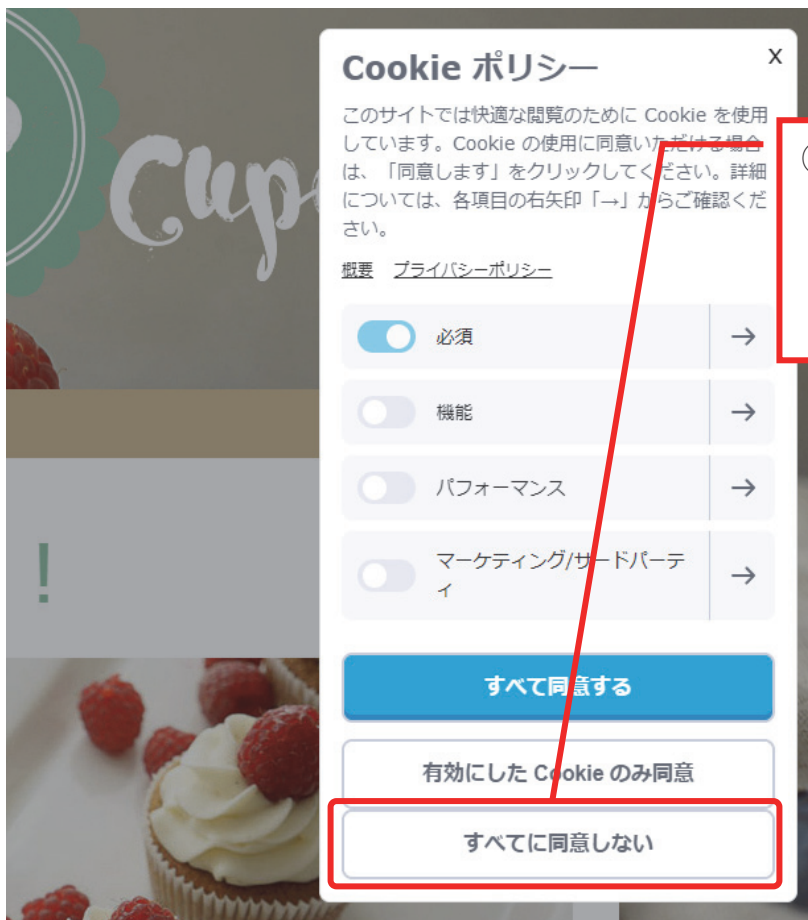 Cookie ポリシー
X
このサイトでは快適な閲覧のために Cookie を使用
しています。Cookie の使用に同意いただける場合
は、「同意します」をクリックしてください。詳細
については、各項目の右矢印「→」からご確認くだ
さい。
概要 プライバシーポリシー
必須 →
機能 →
パフォーマンス →
マーケティング/サードパーテ
ィ →
すべて同意する
有効にした Cookie のみ同意
すべてに同意しない
Cup
!